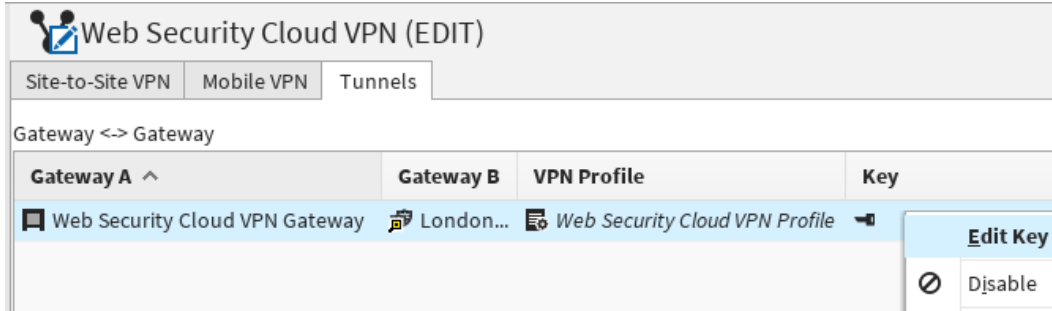 Web Security Cloud VPN (EDIT)
Site-to-Site VPN Mobile VPN Tunnels
Gateway <-> Gateway
Gateway A Gateway B VPN Profile Key
Web Security Cloud VPN Gateway London... Web Security Cloud VPN Profile
Edit Key
Disable